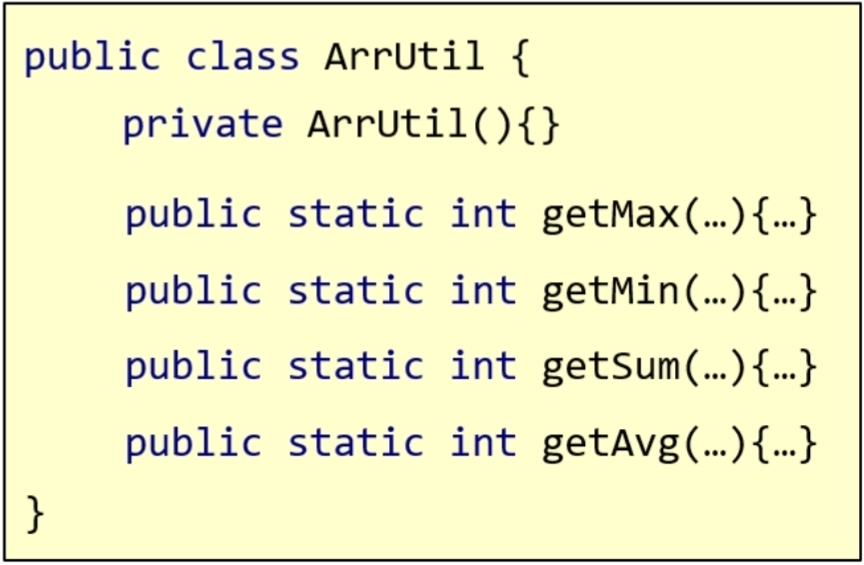 public class ArrUtil {
private ArrUtil(){}
public static int getMax(…){…}
public static int getMin(…){…}
public static int getSum(…){…}
public static int getAvg(…){…}
}